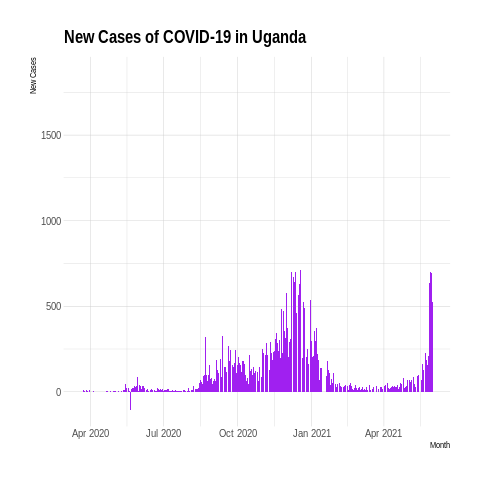 New Cases of COVID-19 in Uganda
New Cases
1500
1000
500
0
Apr 2020 Jul 2020 Oct 2020 Jan 2021 Apr 2021
Month